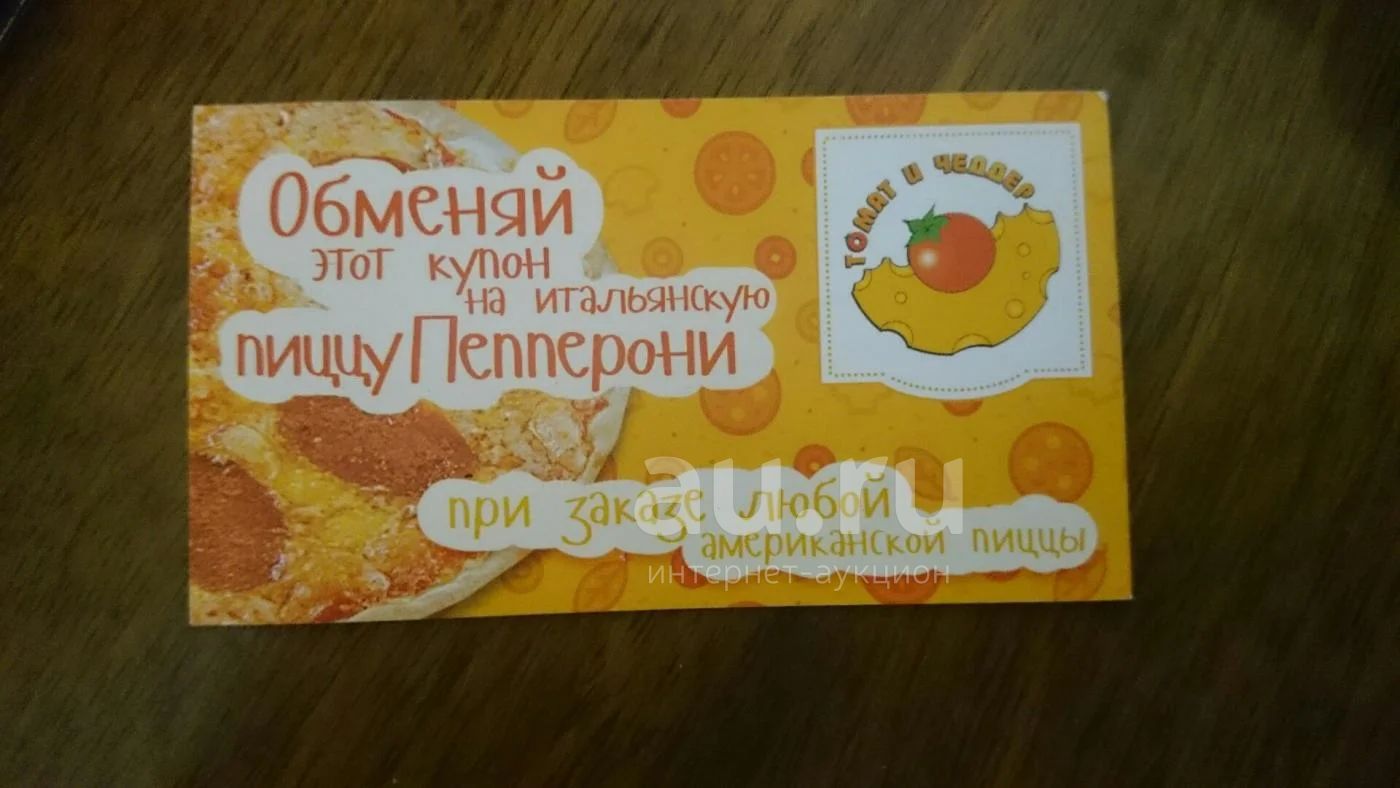 Обменяй
этот купон
на итальянскую
пиццу Пепперони
ТОМАТ И ЧЕДДЕР
при заказе любой
американской пиццы
au.ru
интернет-аукцион